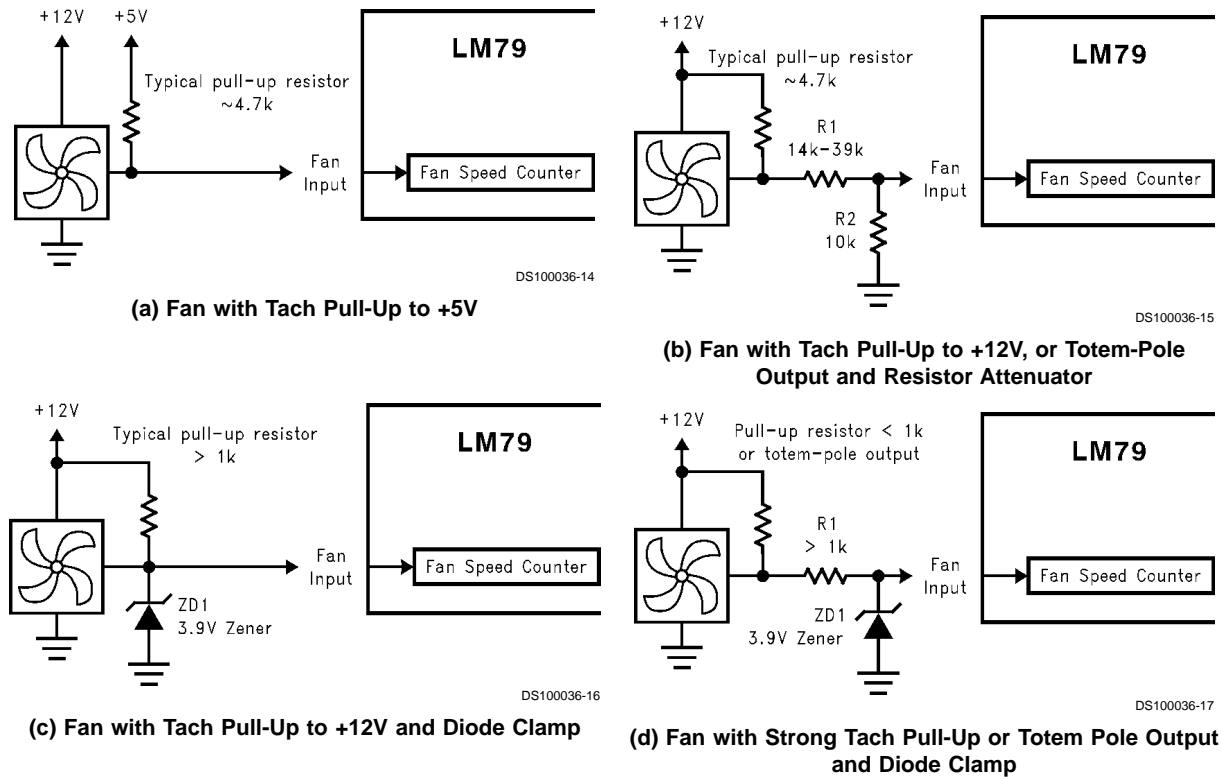 +12V
+5V
Typical pull-up resistor
~4.7k
Fan
Input
LM79
Fan Speed Counter
DS100036-14
(a) Fan with Tach Pull-Up to +5V
+12V
Typical pull-up resistor
~4.7k
R1
14k-39k
R2
10k
Fan
Input
LM79
Fan Speed Counter
DS100036-15
(b) Fan with Tach Pull-Up to +12V, or Totem-Pole
Output and Resistor Attenuator
+12V
Typical pull-up resistor
> 1k
ZD1
3.9V Zener
Fan
Input
LM79
Fan Speed Counter
DS100036-16
(c) Fan with Tach Pull-Up to +12V and Diode Clamp
+12V
Pull-up resistor < 1k
or totem-pole output
R1
> 1k
ZD1
3.9V Zener
Fan
Input
LM79
Fan Speed Counter
DS100036-17
(d) Fan with Strong Tach Pull-Up or Totem Pole Output
and Diode Clamp